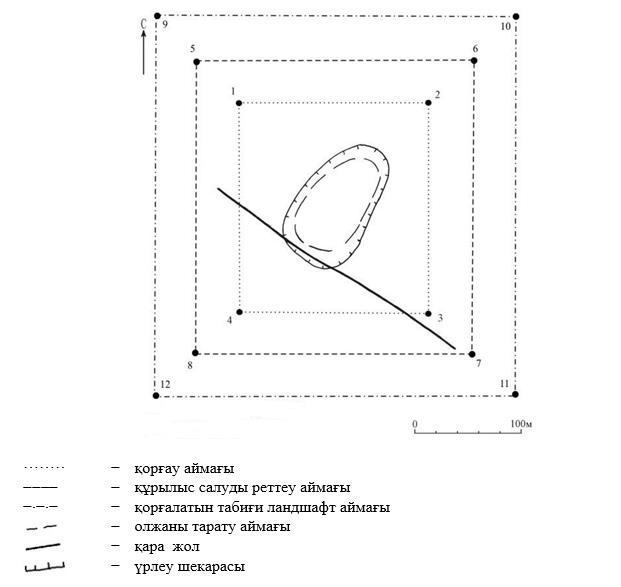 С
9
10
5
6
1
2
4
3
8
7
12
11
0 100м
– қорғау аймағы
– құрылыс салуды реттеу аймағы
– қорғалатын табиғи ландшафт аймағы
– олжаны тарату аймағы
– қара жол
– үрлеу шекарасы